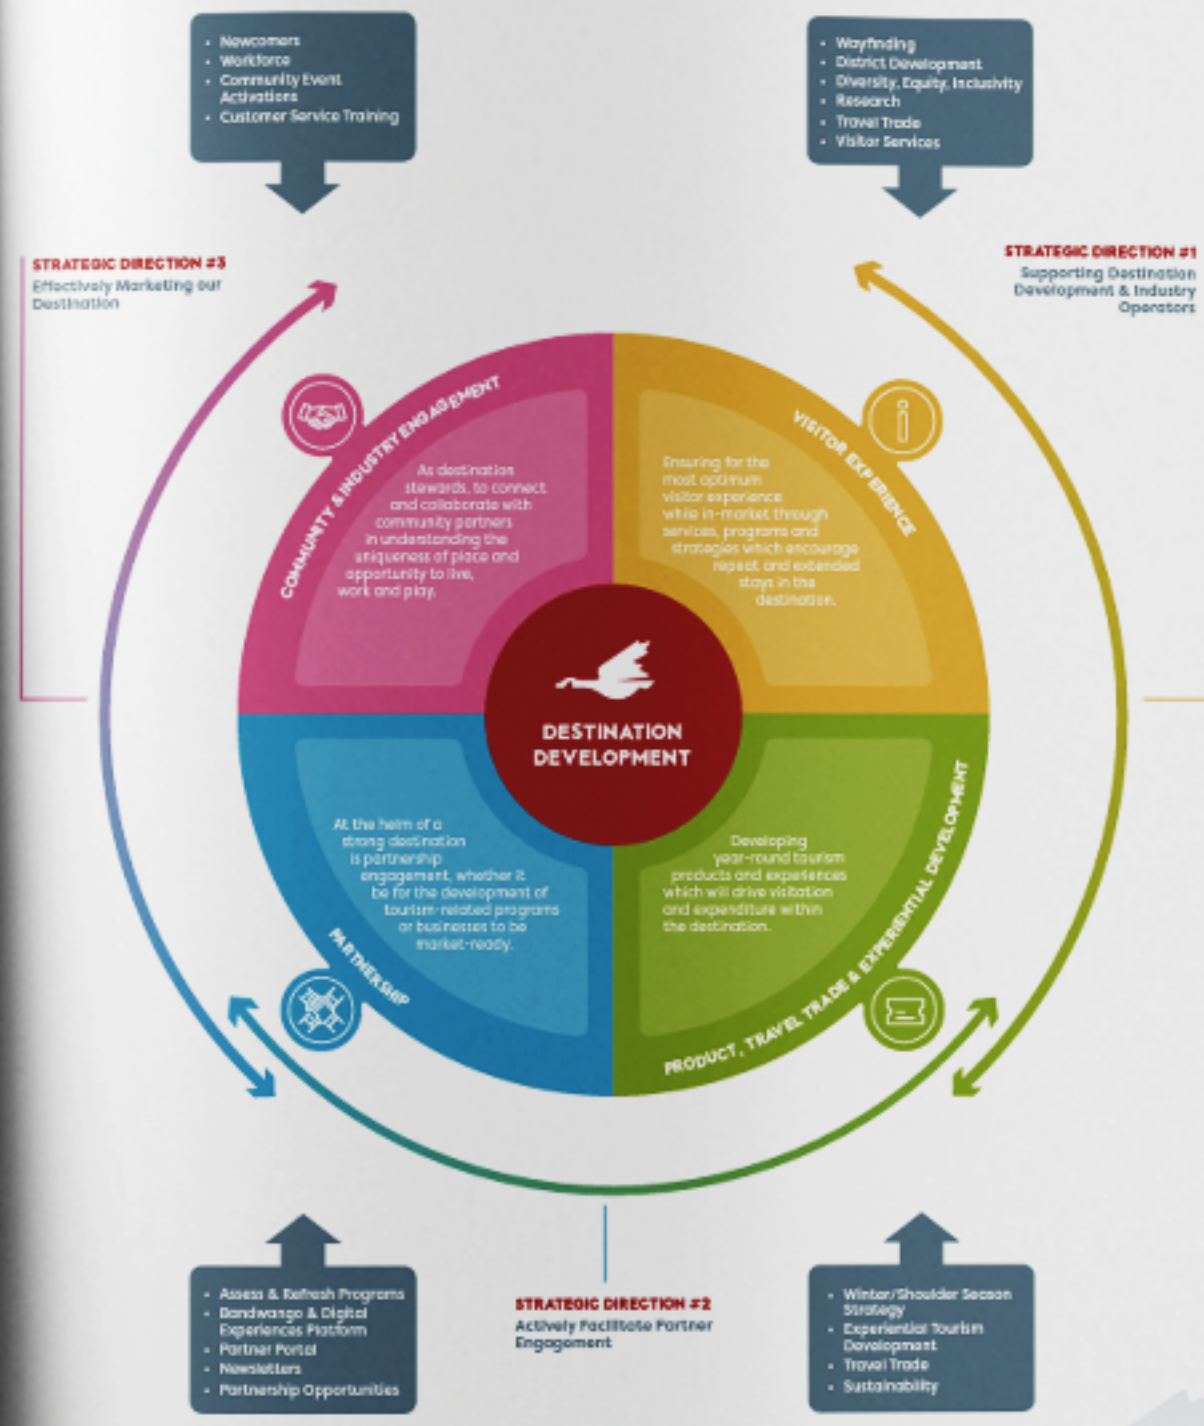 Newcomers
Workforce
Community Event
Activations
Customer Service Training
Wayfinding
District Development
Diversity, Equity, Inclusivity
Research
Travel Trade
Visitor Services
STRATEGIC DIRECTION #3
Effectively Marketing our
Destination
STRATEGIC DIRECTION #1
Supporting Destination
Development & Industry
Operators
COMMUNITY & INDUSTRY ENGAGEMENT
As destination
stewards, to connect
and collaborate with
community partners
in understanding the
uniqueness of place and
opportunity to live,
work and play.
VISITOR EXPERIENCE
Ensuring for the
most optimum
visitor experience
while in-market through
services, programs and
strategies which encourage
repeat and extended
stays in the
destination.
DESTINATION
DEVELOPMENT
At the helm of a
strong destination
is partnership
engagement, whether it
be for the development of
tourism-related programs
or businesses to be
market-ready.
PARTNERSHIP
Developing
year-round tourism
products and experiences
which will drive visitation
and expenditure within
the destination.
PRODUCT, TRAVEL TRADE & EXPERIENTIAL DEVELOPMENT
Assess & Refresh Programs
Bandwango & Digital
Experiences Platform
Partner Portal
Newsletters
Partnership Opportunities
STRATEGIC DIRECTION #2
Actively Facilitate Partner
Engagement
Winter/Shoulder Season
Strategy
Experiential Tourism
Development
Travel Trade
Sustainability